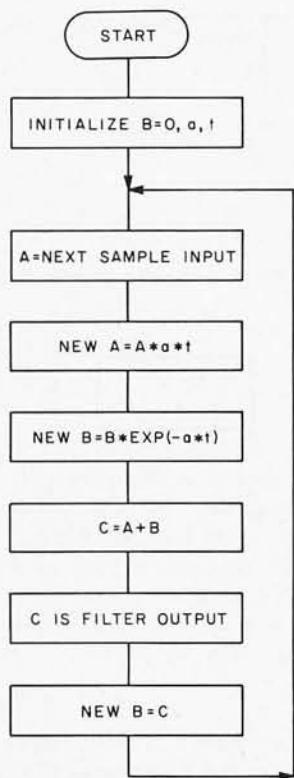 START
INITIALIZE B=0, a, t
A=NEXT SAMPLE INPUT
NEW A=A*a*t
NEW B=B*EXP(-a*t)
C=A+B
C IS FILTER OUTPUT
NEW B=C